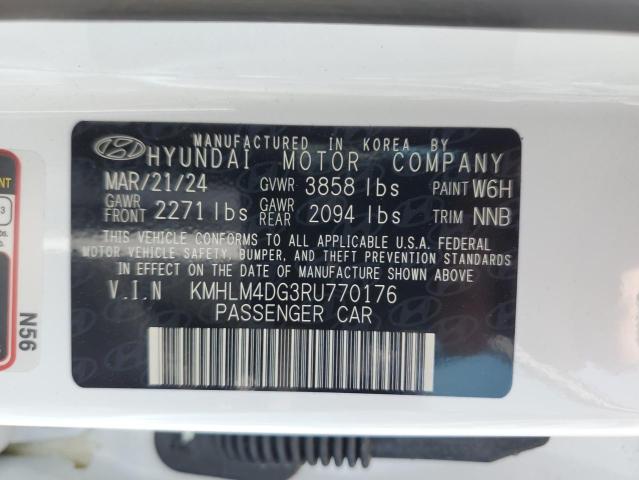 MANUFACTURED IN KOREA BY
HYUNDAI MOTOR COMPANY
MAR/21/24 GVWR 3858 lbs PAINT W6H
GAWR FRONT 2271 lbs GAWR REAR 2094 lbs TRIM NNB
THIS VEHICLE CONFORMS TO ALL APPLICABLE U.S.A. FEDERAL
MOTOR VEHICLE SAFETY, BUMPER, AND THEFT PREVENTION STANDARDS
IN EFFECT ON THE DATE OF MANUFACTURE SHOWN ABOVE.
V.I.N KMHLM4DG3RU770176
PASSENGER CAR
N56